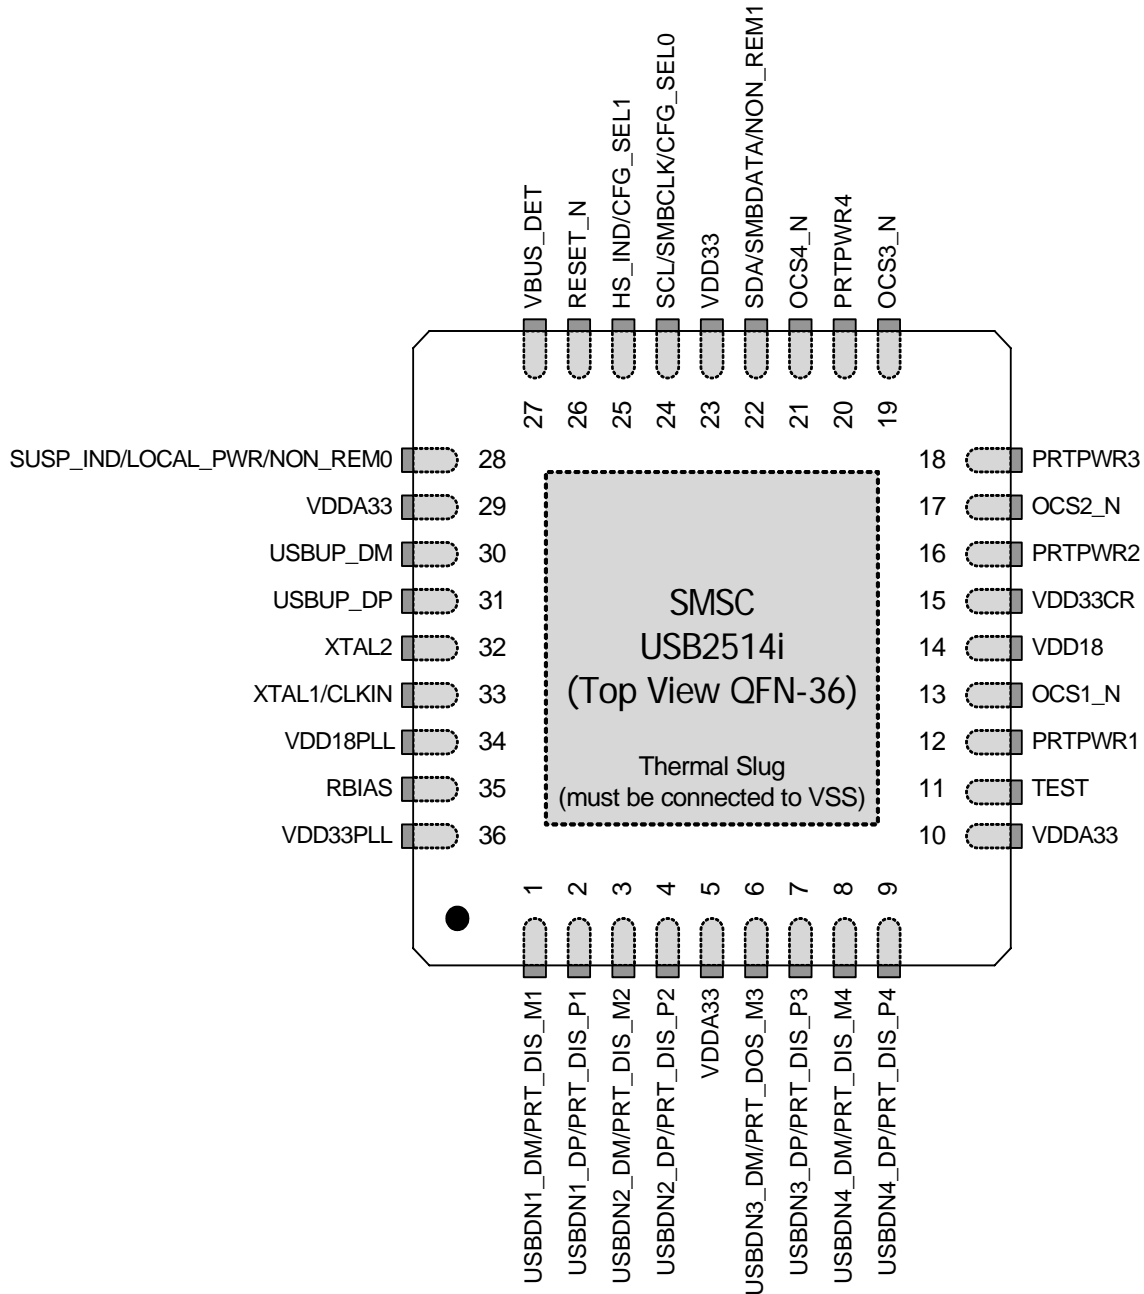 VBUS_DET
RESET_N
HS_IND/CFG_SEL1
SCL/SMBCLK/CFG_SEL0
VDD33
SDA/SMBDATA/NON_REM1
OCS4_N
PRTPWR4
OCS3_N
27
26
25
24
23
22
21
20
19
SUSP_IND/LOCAL_PWR/NON_REM0 28
VDDA33 29
USBUP_DM 30
USBUP_DP 31
XTAL2 32
XTAL1/CLKIN 33
VDD18PLL 34
RBIAS 35
VDD33PLL 36
SMSC
USB2514i
(Top View QFN-36)
Thermal Slug
(must be connected to VSS)
18 PRTPWR3
17 OCS2_N
16 PRTPWR2
15 VDD33CR
14 VDD18
13 OCS1_N
12 PRTPWR1
11 TEST
10 VDDA33
1
2
3
4
5
6
7
8
9
USBDN1_DM/PRT_DIS_M1
USBDN1_DP/PRT_DIS_P1
USBDN2_DM/PRT_DIS_M2
USBDN2_DP/PRT_DIS_P2
VDDA33
USBDN3_DM/PRT_DOS_M3
USBDN3_DP/PRT_DIS_P3
USBDN4_DM/PRT_DIS_M4
USBDN4_DP/PRT_DIS_P4